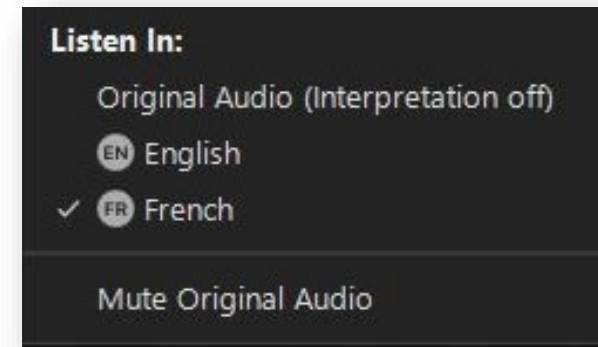 Listen In:
Original Audio (Interpretation off)
EN English
FR French
Mute Original Audio